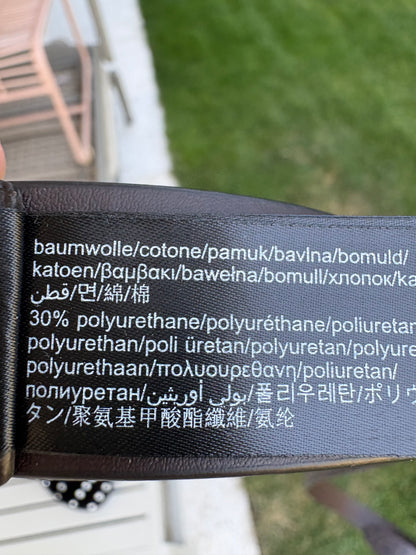 baumwolle/cotone/pamuk/bavlna/bomuld/
katoen/βαμβακι/bawełna/bomull/хлопок/ka
قطن/면/綿/棉
30% polyurethane/polyuréthane/poliuretan
polyurethan/poli üretan/polyuretan/polyure
polyurethaan/πολυουρεθανη/poliuretan/
полиуретан/بولي أوريثين/폴리우레탄/ポリウ
タン/聚氨基甲酸酯纖維/氨纶